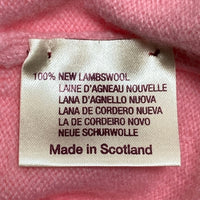 100% NEW LAMBSWOOL
LAINE D'AGNEAU NOUVELLE
LANA D'AGNELLO NUOVA
LANA DE CORDERO NUEVA
LA DE CORDEIRO NOVO
NEUE SCHURWOLLE
Made in Scotland